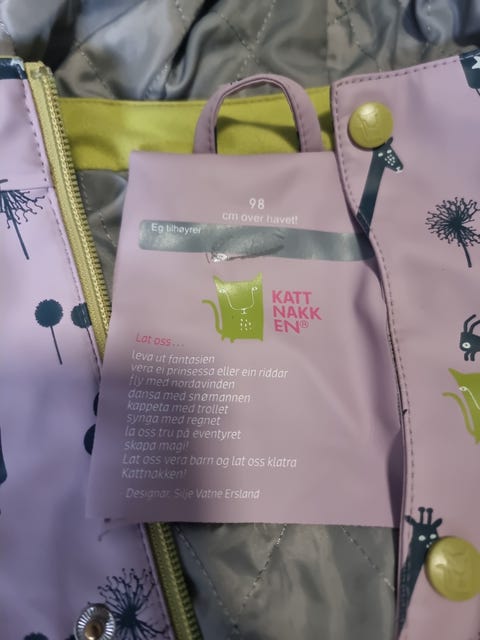 98
cm over havet!
Eg tilhøyrer
KATT
NAKK
EN®
Lat oss...
leva ut fantasien
vera ei prinsessa eller ein riddar
fly med nordavinden
dansa med snømannen
kappeta med trollet
synga med regnet
la oss tru på eventyret
skapa magi!
Lat oss vera barn og lat oss klatra
Kattnakken!
- Designar, Silje Vatne Ersland